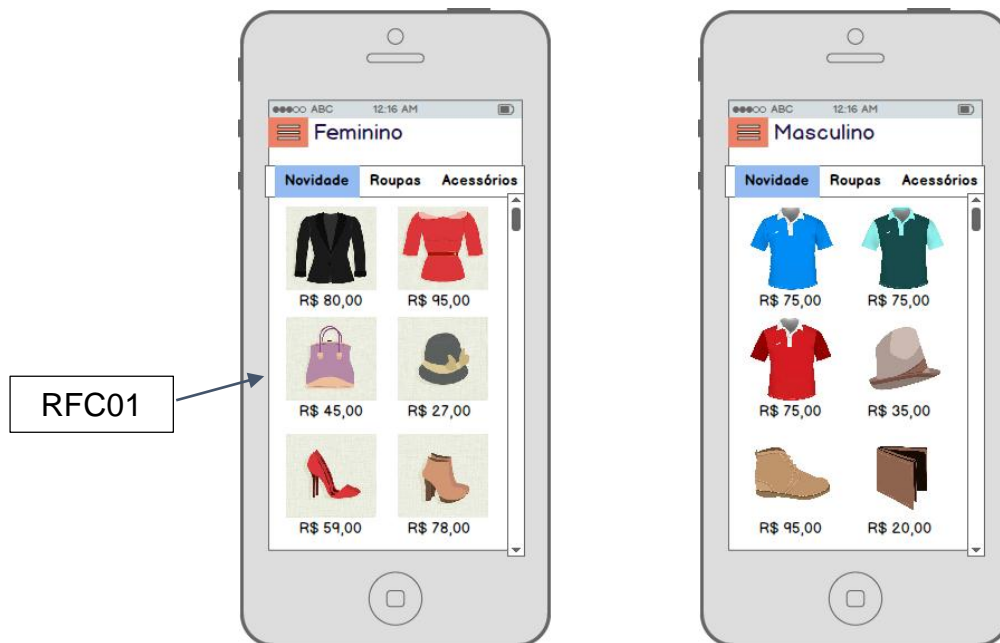 ABC 12:16 AM
Feminino
Novidade Roupas Acessórios
R$ 80,00 R$ 95,00
R$ 45,00 R$ 27,00
R$ 59,00 R$ 78,00
RFC01
ABC 12:16 AM
Masculino
Novidade Roupas Acessórios
R$ 75,00 R$ 75,00
R$ 75,00 R$ 35,00
R$ 95,00 R$ 20,00